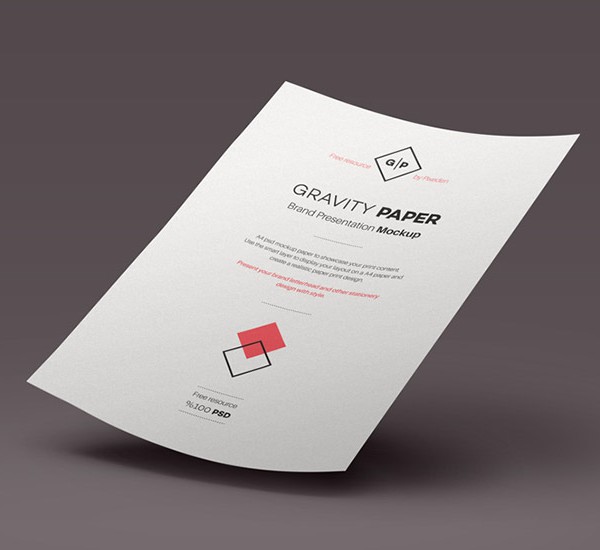 Free resource
G/P
by Pixeden
GRAVITY PAPER
Brand Presentation Mockup
A4 psd mockup paper to showcase your print content
Use the smart layer to display your layout on a A4 paper and
create a realistic paper print design.
Present your brand letterhead and other stationery
design with style.
Free resource
%100 PSD